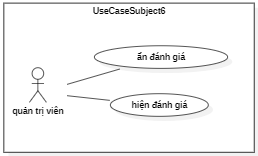 UseCaseSubject6
ẩn đánh giá
quản trị viên
hiện đánh giá